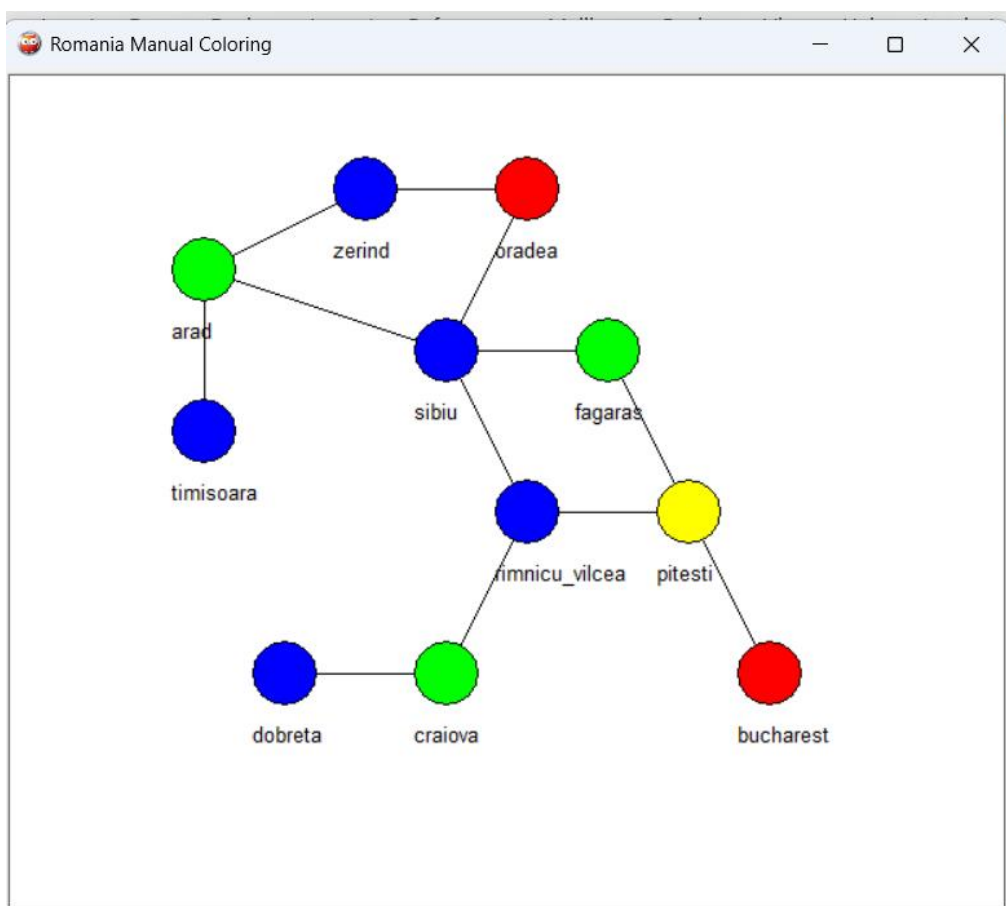 Romania Manual Coloring
zerind
oradea
arad
sibiu
fagaras
timisoara
rimnicu_vilcea
pitesti
dobreta
craiova
bucharest